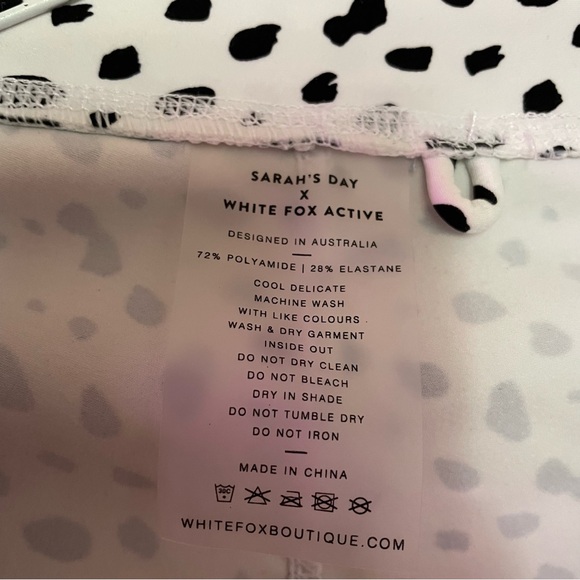 SARAH'S DAY
X
WHITE FOX ACTIVE
DESIGNED IN AUSTRALIA
72% POLYAMIDE | 28% ELASTANE
COOL DELICATE
MACHINE WASH
WITH LIKE COLOURS
WASH & DRY GARMENT
INSIDE OUT
DO NOT DRY CLEAN
DO NOT BLEACH
DRY IN SHADE
DO NOT TUMBLE DRY
DO NOT IRON
MADE IN CHINA
30C
WHITEFOXBOUTIQUE.COM